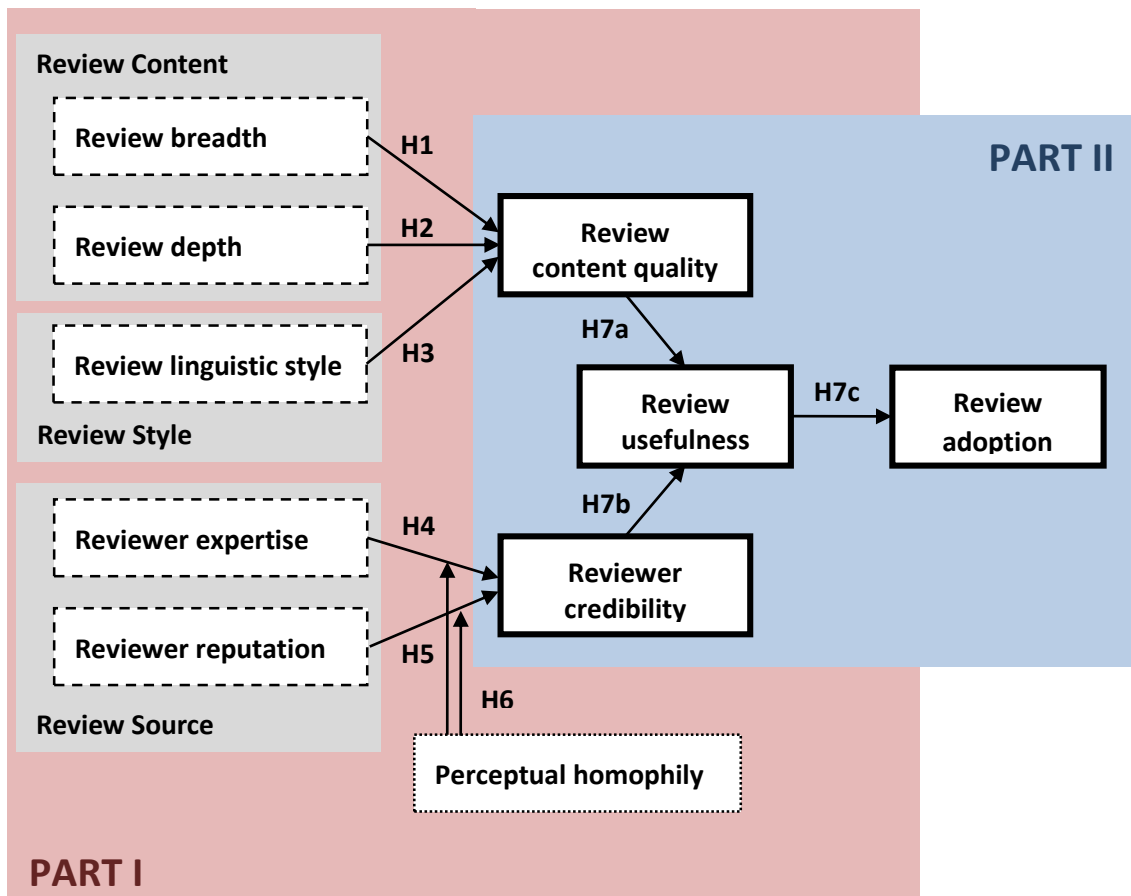 Review Content
Review breadth
H1
PART II
Review depth
H2
Review
content quality
H7a
Review linguistic style
H3
Review Style
Review
usefulness
H7c
Review
adoption
H7b
Reviewer expertise
H4
Reviewer
credibility
Reviewer reputation
H5
H6
Review Source
Perceptual homophily
PART I